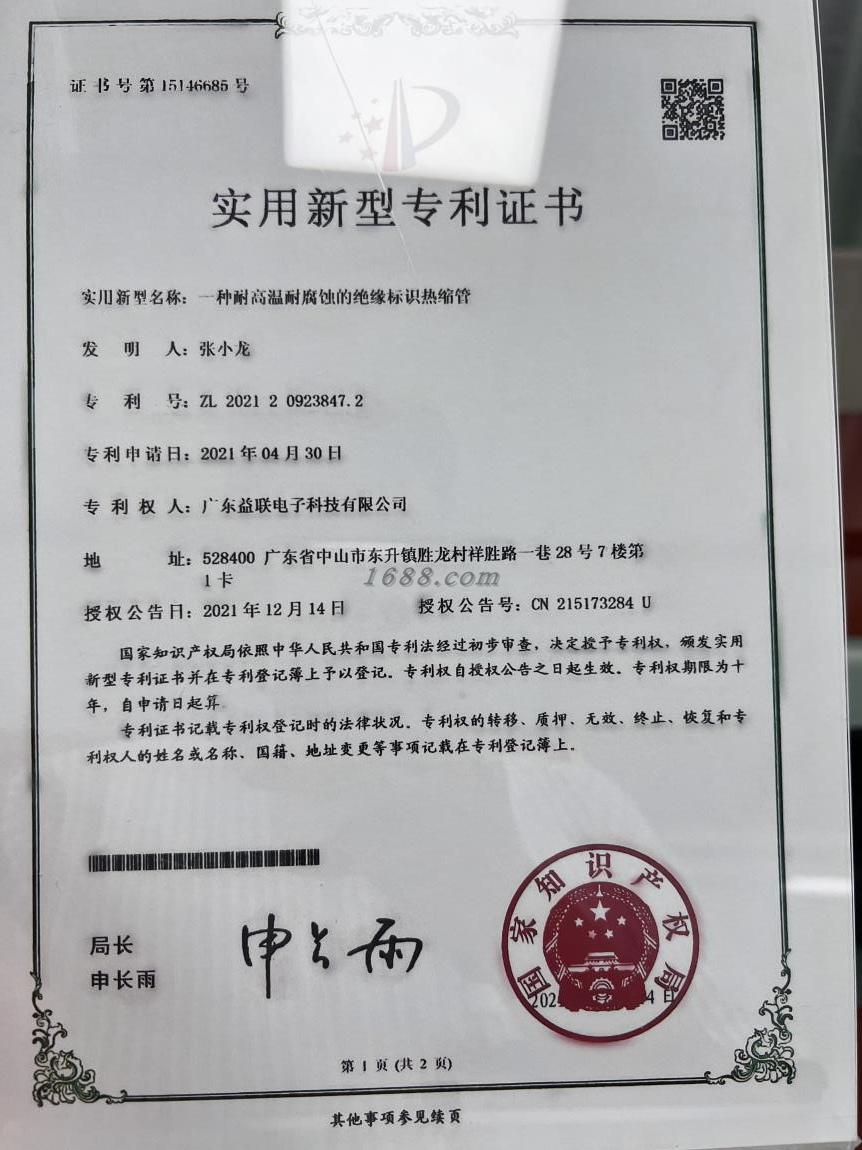 证书号第15146685号
实用新型专利证书
实用新型名称：一种耐高温耐腐蚀的绝缘标识热缩管
发明人：张小龙
专利号：ZL 2021 2 0923847.2
专利申请日：2021年04月30日
专利权人：广东益联电子科技有限公司
地址：528400 广东省中山市东升镇胜龙村祥胜路一巷28号7楼第
1卡
1688.com
授权公告日：2021年12月14日 授权公告号：CN 215173284 U
国家知识产权局依照中华人民共和国专利法经过初步审查，决定授予专利权，颁发实用
新型专利证书并在专利登记簿上予以登记。专利权自授权公告之日起生效。专利权期限为十
年，自申请日起算
专利证书记载专利权登记时的法律状况。专利权的转移、质押、无效、终止、恢复和专
利权人的姓名或名称、国籍、地址变更等事项记载在专利登记簿上。
局长
申长雨
申长雨
国家知识产权局
第1页(共2页)
其他事项参见续页